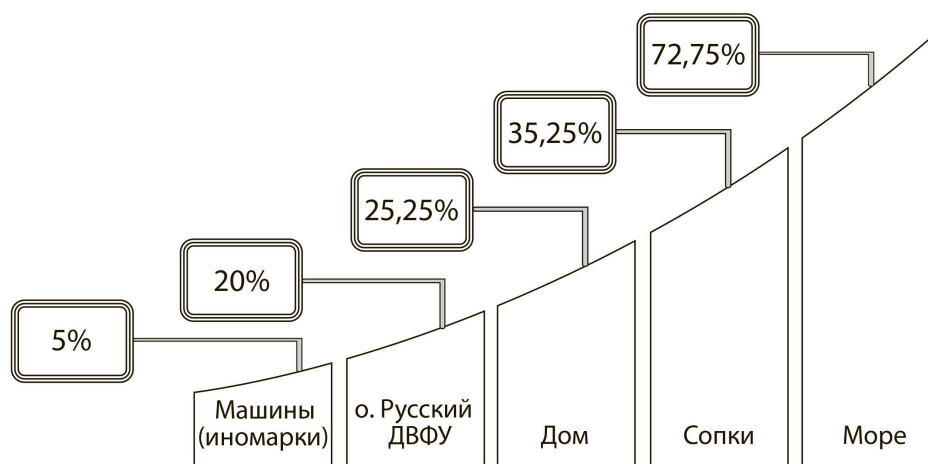 72,75%
35,25%
25,25%
20%
5%
Машины
(иномарки)
о. Русский
ДВФУ
Дом
Сопки
Море